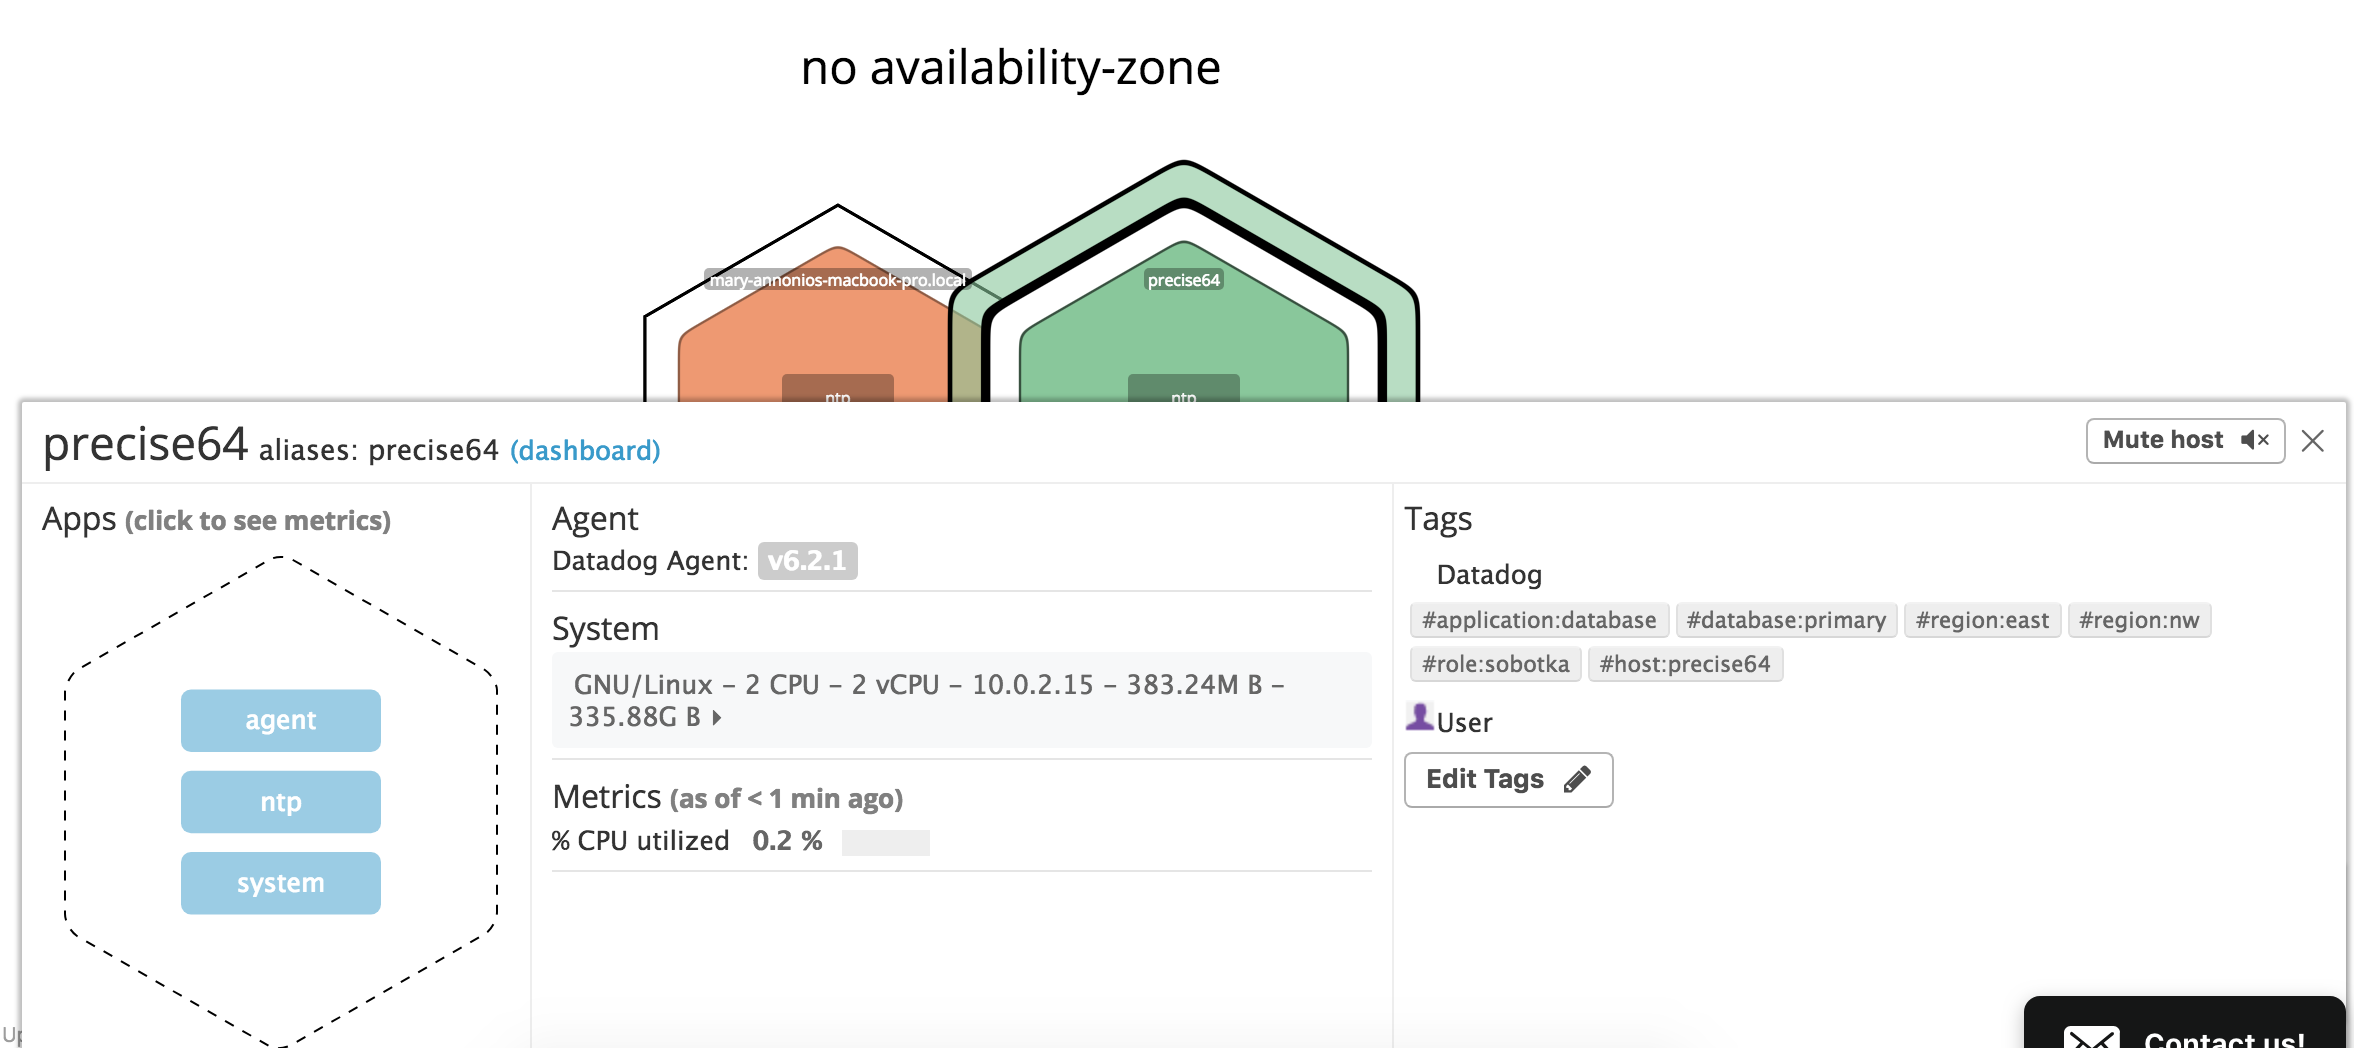 no availability-zone
mary-annonios-macbook-pro.local
precise64
ntp
ntp
precise64 aliases: precise64 (dashboard)
Mute host
Apps (click to see metrics)
agent
ntp
system
Agent
Datadog Agent: v6.2.1
System
GNU/Linux – 2 CPU – 2 vCPU – 10.0.2.15 – 383.24M B –
335.88G B
Metrics (as of < 1 min ago)
% CPU utilized 0.2 %
Tags
Datadog
#application:database #database:primary #region:east #region:nw
#role:sobotka #host:precise64
User
Edit Tags
Contact us!